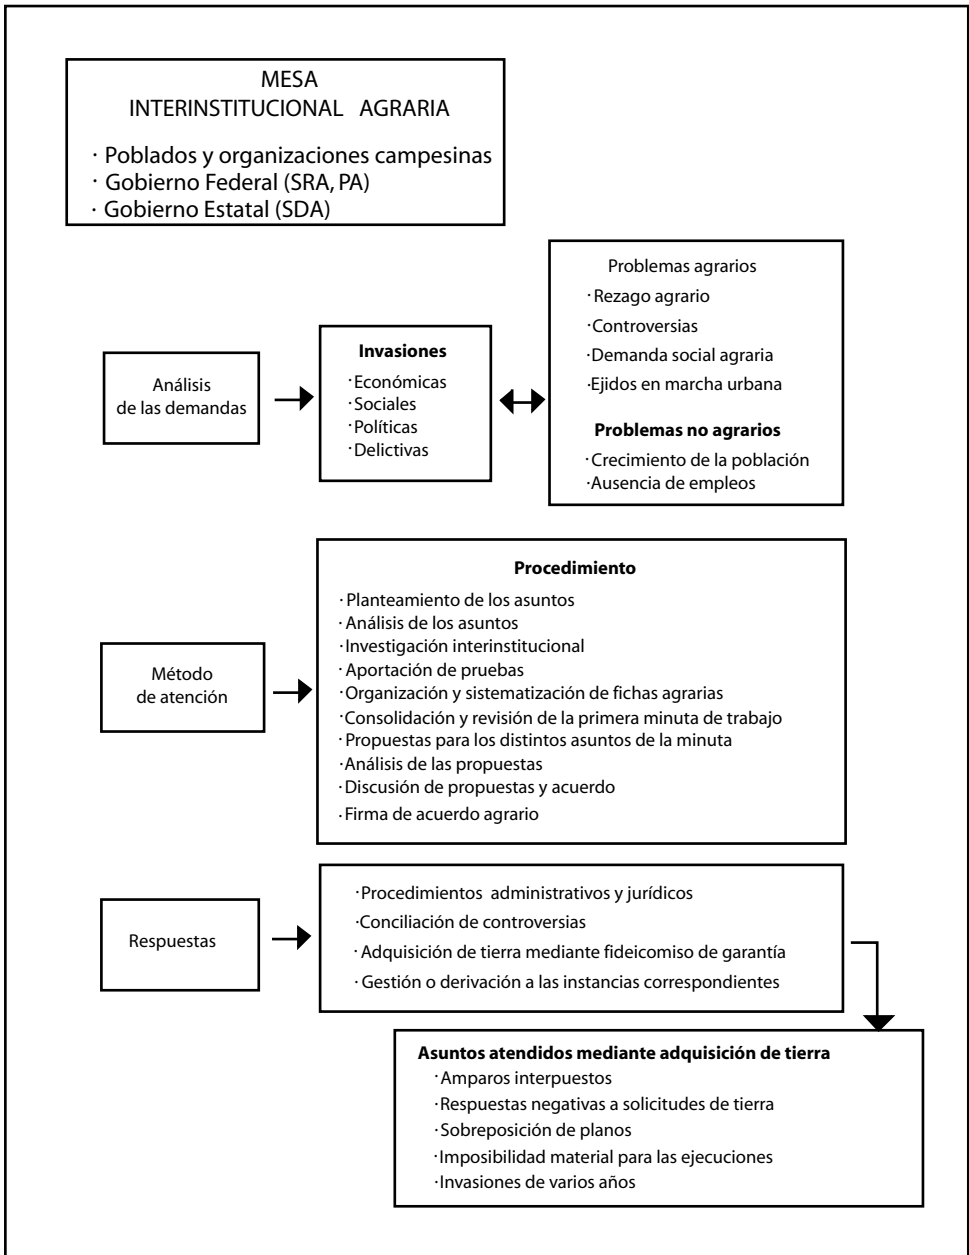 MESA
INTERINSTITUCIONAL AGRARIA
· Poblados y organizaciones campesinas
· Gobierno Federal (SRA, PA)
· Gobierno Estatal (SDA)
Análisis
de las demandas
Invasiones
· Económicas
· Sociales
· Políticas
· Delictivas
Problemas agrarios
· Rezago agrario
· Controversias
· Demanda social agraria
· Ejidos en marcha urbana
Problemas no agrarios
· Crecimiento de la población
· Ausencia de empleos
Método
de atención
Procedimiento
· Planteamiento de los asuntos
· Análisis de los asuntos
· Investigación interinstitucional
· Aportación de pruebas
· Organización y sistematización de fichas agrarias
· Consolidación y revisión de la primera minuta de trabajo
· Propuestas para los distintos asuntos de la minuta
· Análisis de las propuestas
· Discusión de propuestas y acuerdo
· Firma de acuerdo agrario
Respuestas
· Procedimientos administrativos y jurídicos
· Conciliación de controversias
· Adquisición de tierra mediante fideicomiso de garantía
· Gestión o derivación a las instancias correspondientes
Asuntos atendidos mediante adquisición de tierra
· Amparos interpuestos
· Respuestas negativas a solicitudes de tierra
· Sobreposición de planos
· Imposibilidad material para las ejecuciones
· Invasiones de varios años